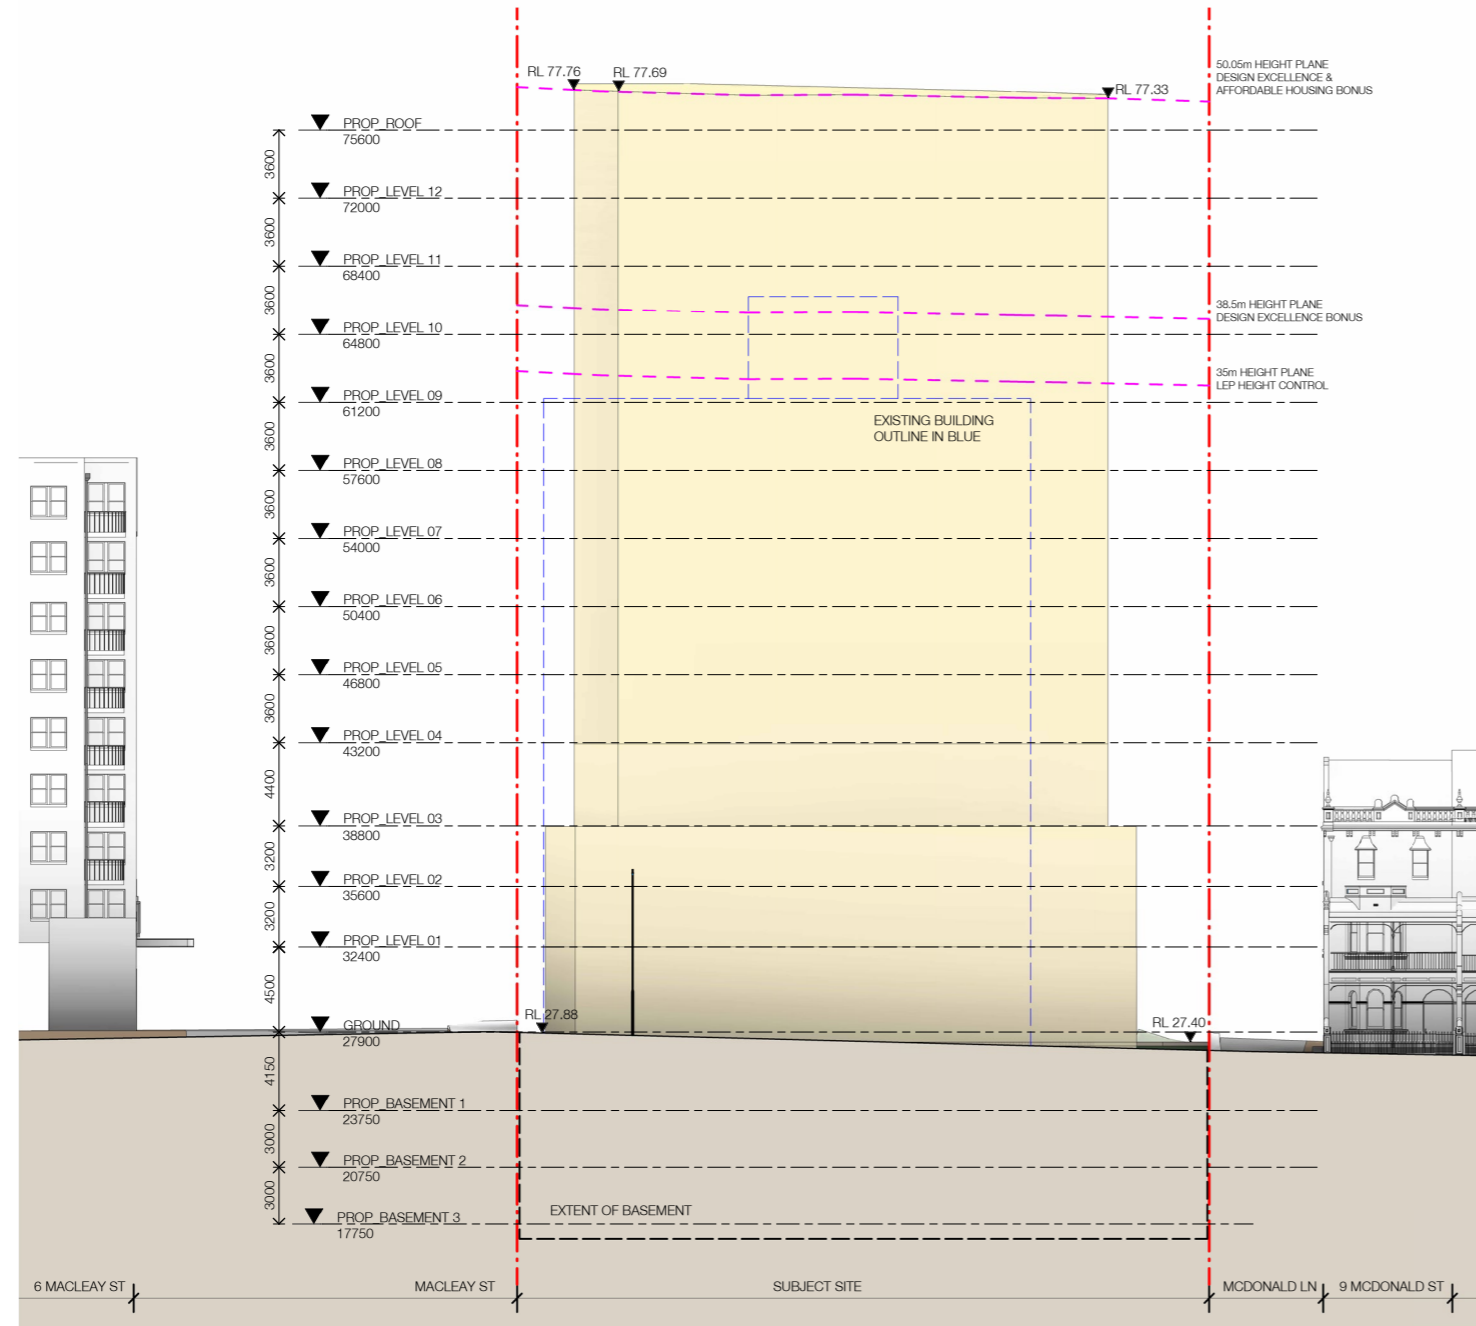 50.05m HEIGHT PLANE
DESIGN EXCELLENCE &
AFFORDABLE HOUSING BONUS
RL 77.76
RL 77.69
RL 77.33
PROP_ROOF
75600
3600
PROP_LEVEL 12
72000
3600
PROP_LEVEL 11
68400
3600
38.5m HEIGHT PLANE
DESIGN EXCELLENCE BONUS
PROP_LEVEL 10
64800
3600
35m HEIGHT PLANE
LEP HEIGHT CONTROL
PROP_LEVEL 09
61200
EXISTING BUILDING
OUTLINE IN BLUE
3600
PROP_LEVEL 08
57600
3600
PROP_LEVEL 07
54000
3600
PROP_LEVEL 06
50400
3600
PROP_LEVEL 05
46800
3600
PROP_LEVEL 04
43200
4400
PROP_LEVEL 03
38800
3200
PROP_LEVEL 02
35600
3200
PROP_LEVEL 01
32400
4500
RL 27.88
RL 27.40
GROUND
27900
4150
PROP_BASEMENT 1
23750
3000
PROP_BASEMENT 2
20750
3000
PROP_BASEMENT 3
17750
EXTENT OF BASEMENT
6 MACLEAY ST
MACLEAY ST
SUBJECT SITE
MCDONALD LN
9 MCDONALD ST